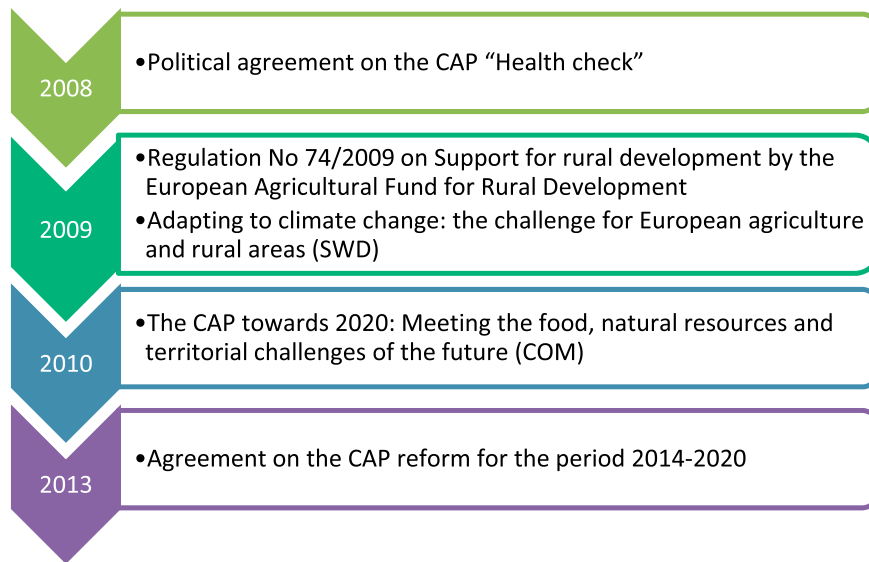 2008
•Political agreement on the CAP “Health check”
2009
•Regulation No 74/2009 on Support for rural development by the
European Agricultural Fund for Rural Development
•Adapting to climate change: the challenge for European agriculture
and rural areas (SWD)
2010
•The CAP towards 2020: Meeting the food, natural resources and
territorial challenges of the future (COM)
2013
•Agreement on the CAP reform for the period 2014-2020